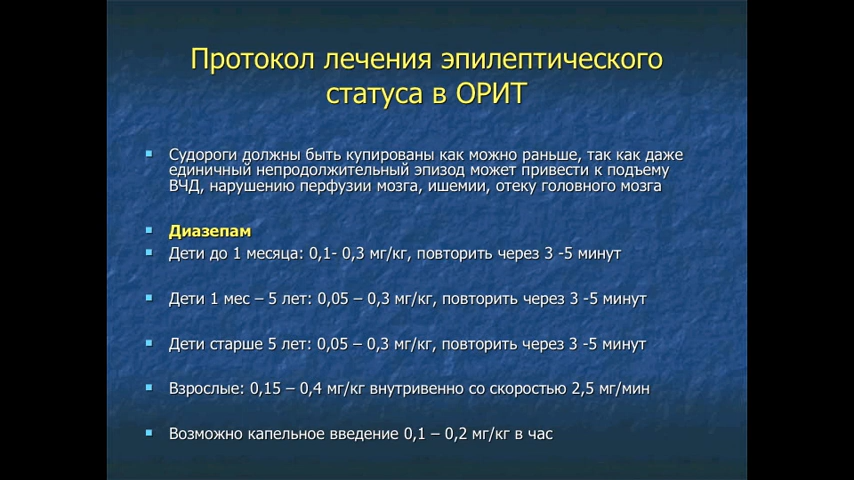 Протокол лечения эпилептического
статуса в ОРИТ
Судороги должны быть купированы как можно раньше, так как даже
единичный непродолжительный эпизод может привести к подъему
ВЧД, нарушению перфузии мозга, ишемии, отеку головного мозга
Диазепам
Дети до 1 месяца: 0,1- 0,3 мг/кг, повторить через 3 -5 минут
Дети 1 мес – 5 лет: 0,05 – 0,3 мг/кг, повторить через 3 -5 минут
Дети старше 5 лет: 0,05 – 0,3 мг/кг, повторить через 3 -5 минут
Взрослые: 0,15 – 0,4 мг/кг внутривенно со скоростью 2,5 мг/мин
Возможно капельное введение 0,1 – 0,2 мг/кг в час